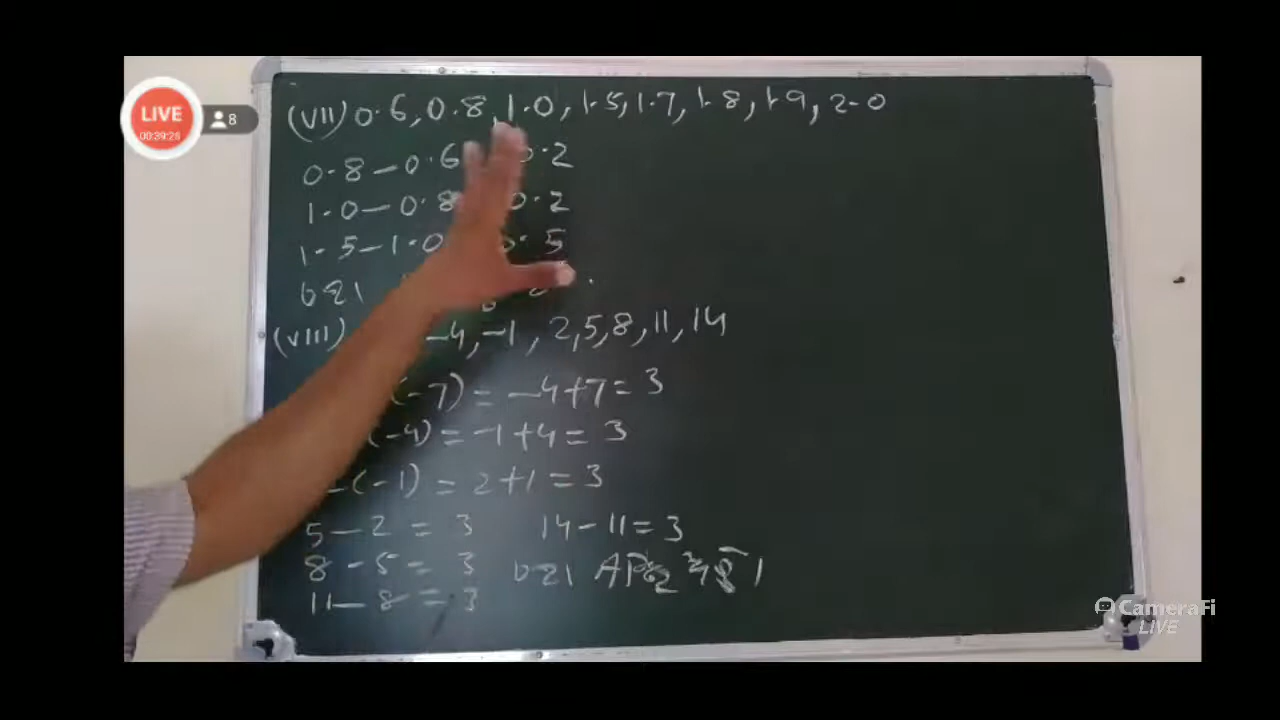 LIVE
00:39:26
8
(VII) 0.6, 0.8, 1.0, 1.5, 1.7, 1.8, 1.9, 2.0
0.8 - 0.6 0.2
1.0 - 0.8 0.2
1.5 - 1.0 0.5
(VIII) -4, -1, 2, 5, 8, 11, 14
(-7) = -4+7 = 3
(-4) = -1+4 = 3
-(-1) = 2+1 = 3
5 - 2 = 3 14 - 11 = 3
8 - 5 = 3
11 - 8 = 3
CameraFi
LIVE